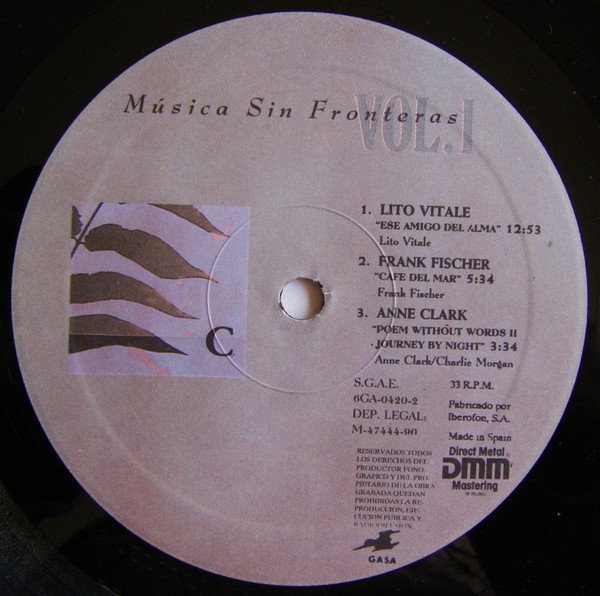 Música Sin Fronteras
VOL.1
1. LITO VITALE
"ESE AMIGO DEL ALMA" 12:53
Lito Vitale
2. FRANK FISCHER
"CAFE DEL MAR" 5:34
Frank Fischer
3. ANNE CLARK
"POEM WITHOUT WORDS II
JOURNEY BY NIGHT" 3:34
Anne Clark/Charlie Morgan
C
S.G.A.E. 33 R.P.M.
6GA-0420-2 Fabricado por
DEP. LEGAL: Iberofon, S.A.
M-47444-90
Made in Spain
RESERVADOS TODOS
LOS DERECHOS DEL
PRODUCTOR FONO-
GRAFICO Y DEL PRO-
PIETARIO DE LA OBRA
GRABADA QUEDAN
PROHIBIDAS LA RE-
PRODUCCION, EJE-
CUCION PUBLICA Y
RADIODIFUSION
Direct Metal
DMM
Mastering
GASA